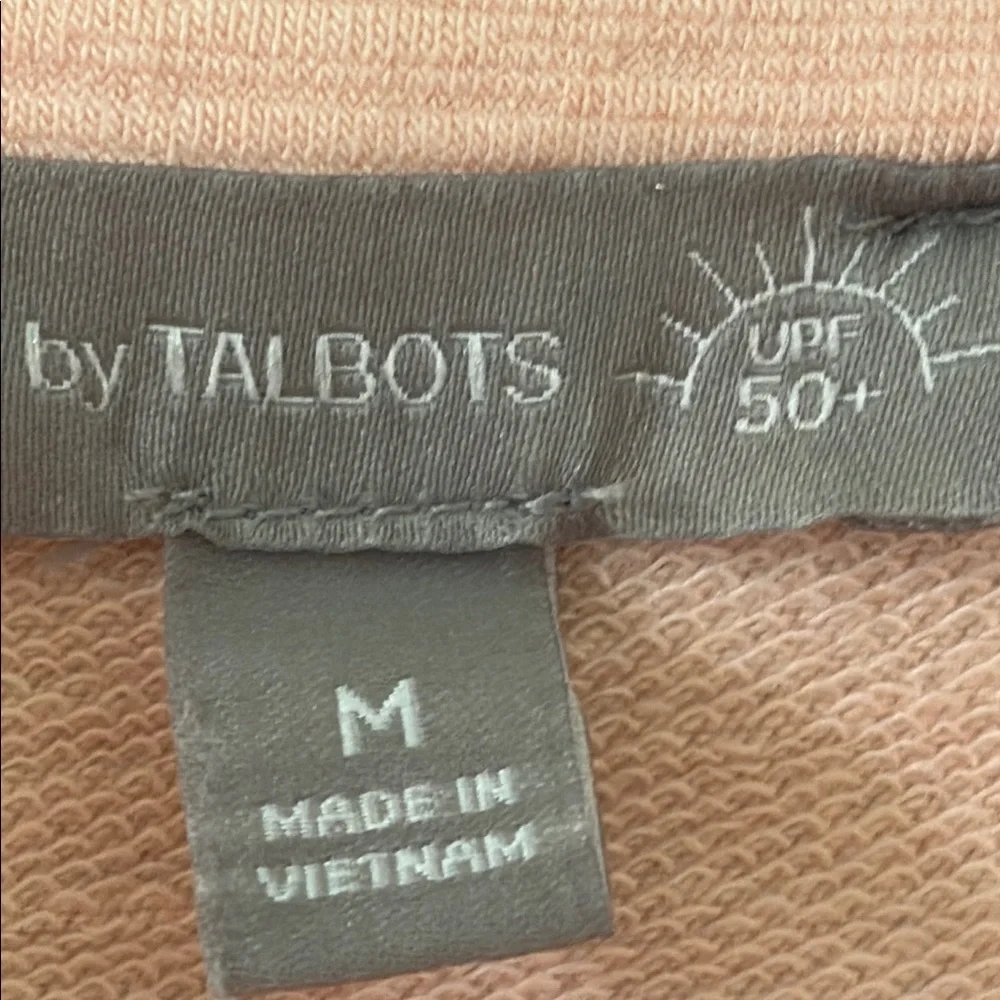 by TALBOTS
UPF
50+
M
MADE IN
VIETNAM